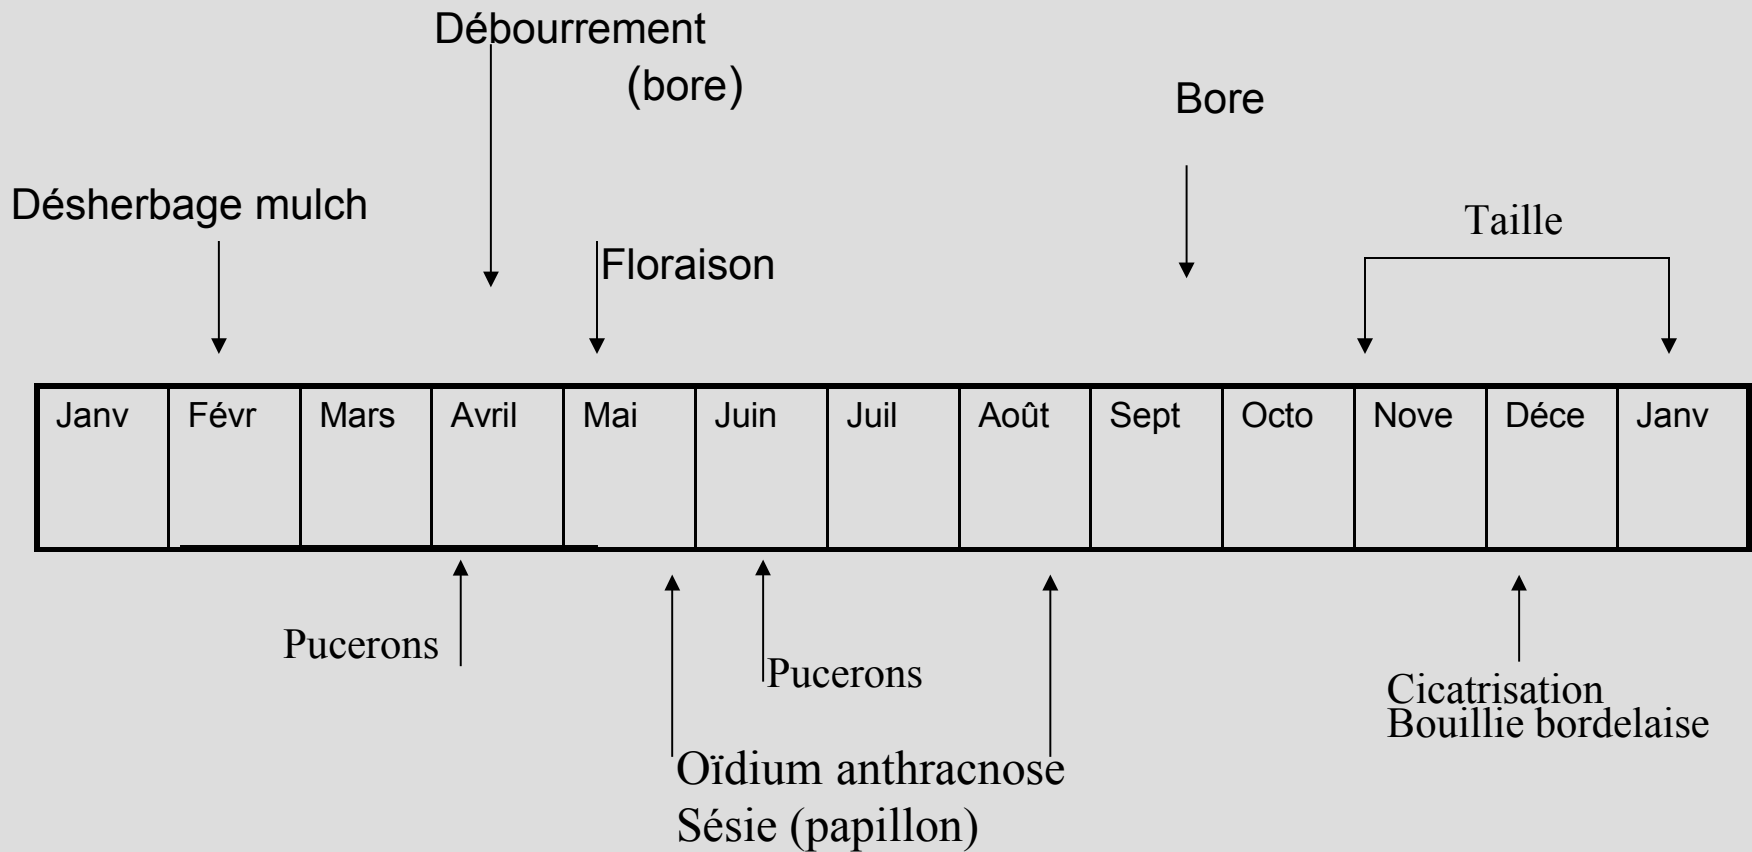 Débourrement
(bore)
Bore
Désherbage mulch
Taille
Floraison
Janv Févr Mars Avril Mai Juin Juil Août Sept Octo Nove Déce Janv
Pucerons
Pucerons
Cicatrisation
Bouillie bordelaise
Oïdium anthracnose
Sésie (papillon)